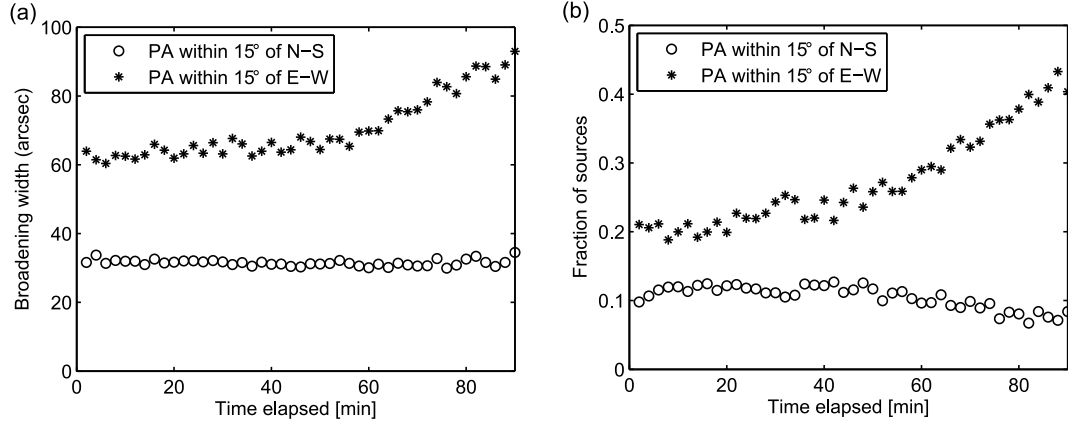 (a)
100
80
60
40
20
0
Broadening width (arcsec)
PA within 15° of N−S
PA within 15° of E−W
0 20 40 60 80
Time elapsed [min]
(b)
0.5
0.4
0.3
0.2
0.1
0
Fraction of sources
PA within 15° of N−S
PA within 15° of E−W
0 20 40 60 80
Time elapsed [min]